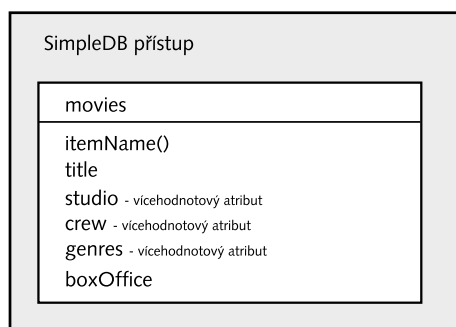 SimpleDB přístup
movies
itemName()
title
studio - vícehodnotový atribut
crew - vícehodnotový atribut
genres - vícehodnotový atribut
boxOffice